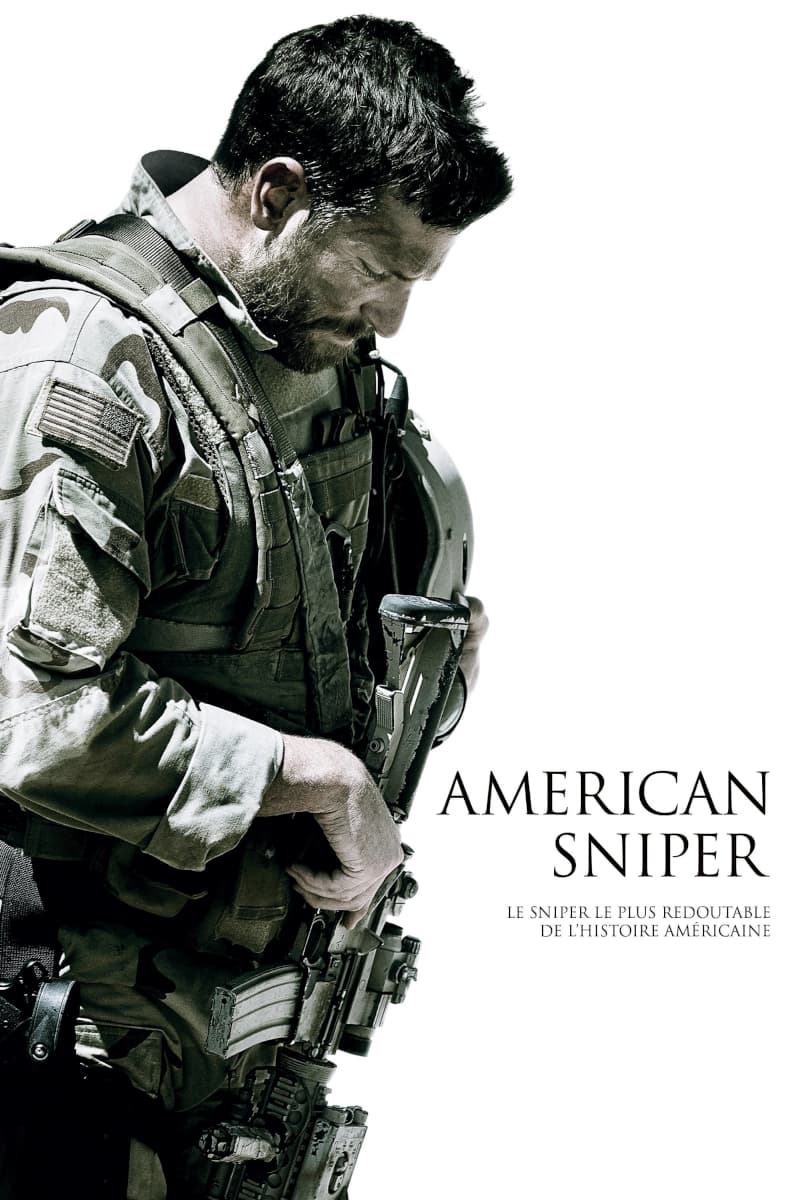 AMERICAN
SNIPER
LE SNIPER LE PLUS REDOUTABLE
DE L'HISTOIRE AMÉRICAINE